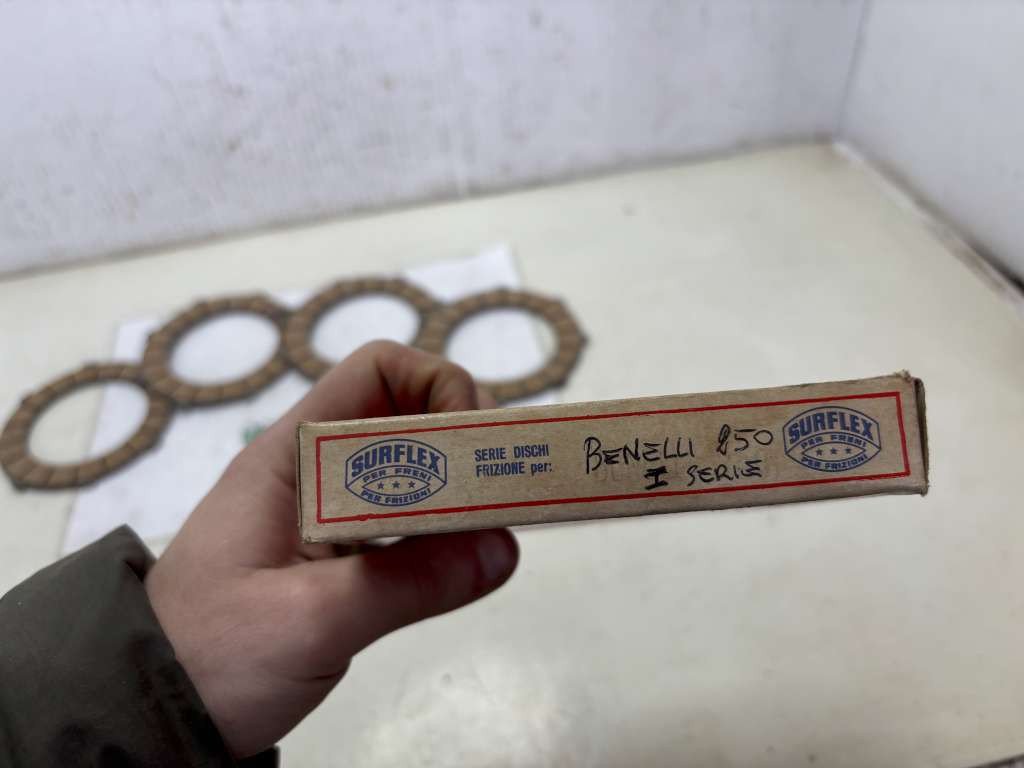 SURFLEX
PER FRENI
PER FRIZIONI
SERIE DISCHI
FRIZIONE per:
BENELLI 250
I SERIE
SURFLEX
PER FRENI
PER FRIZIONI